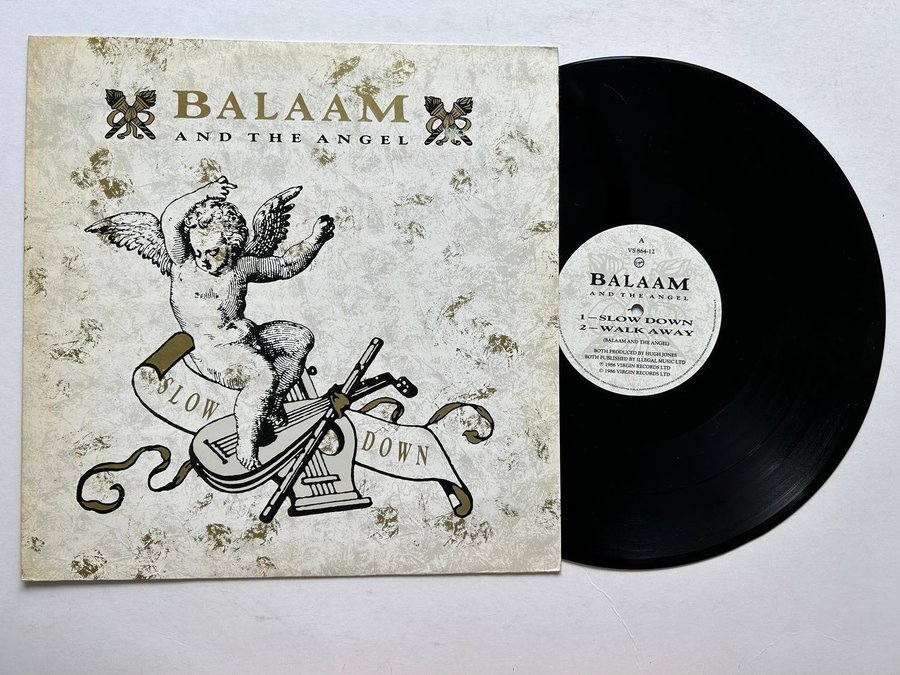 BALAAM
AND THE ANGEL
SLOW
DOWN
A
VS 864-12
BALAAM
AND THE ANGEL
1—SLOW DOWN
2—WALK AWAY
(BALAAM AND THE ANGEL)
BOTH PRODUCED BY HUGH JONES
BOTH PUBLISHED BY ILLEGAL MUSIC LTD
℗ 1986 VIRGIN RECORDS LTD
© 1986 VIRGIN RECORDS LTD